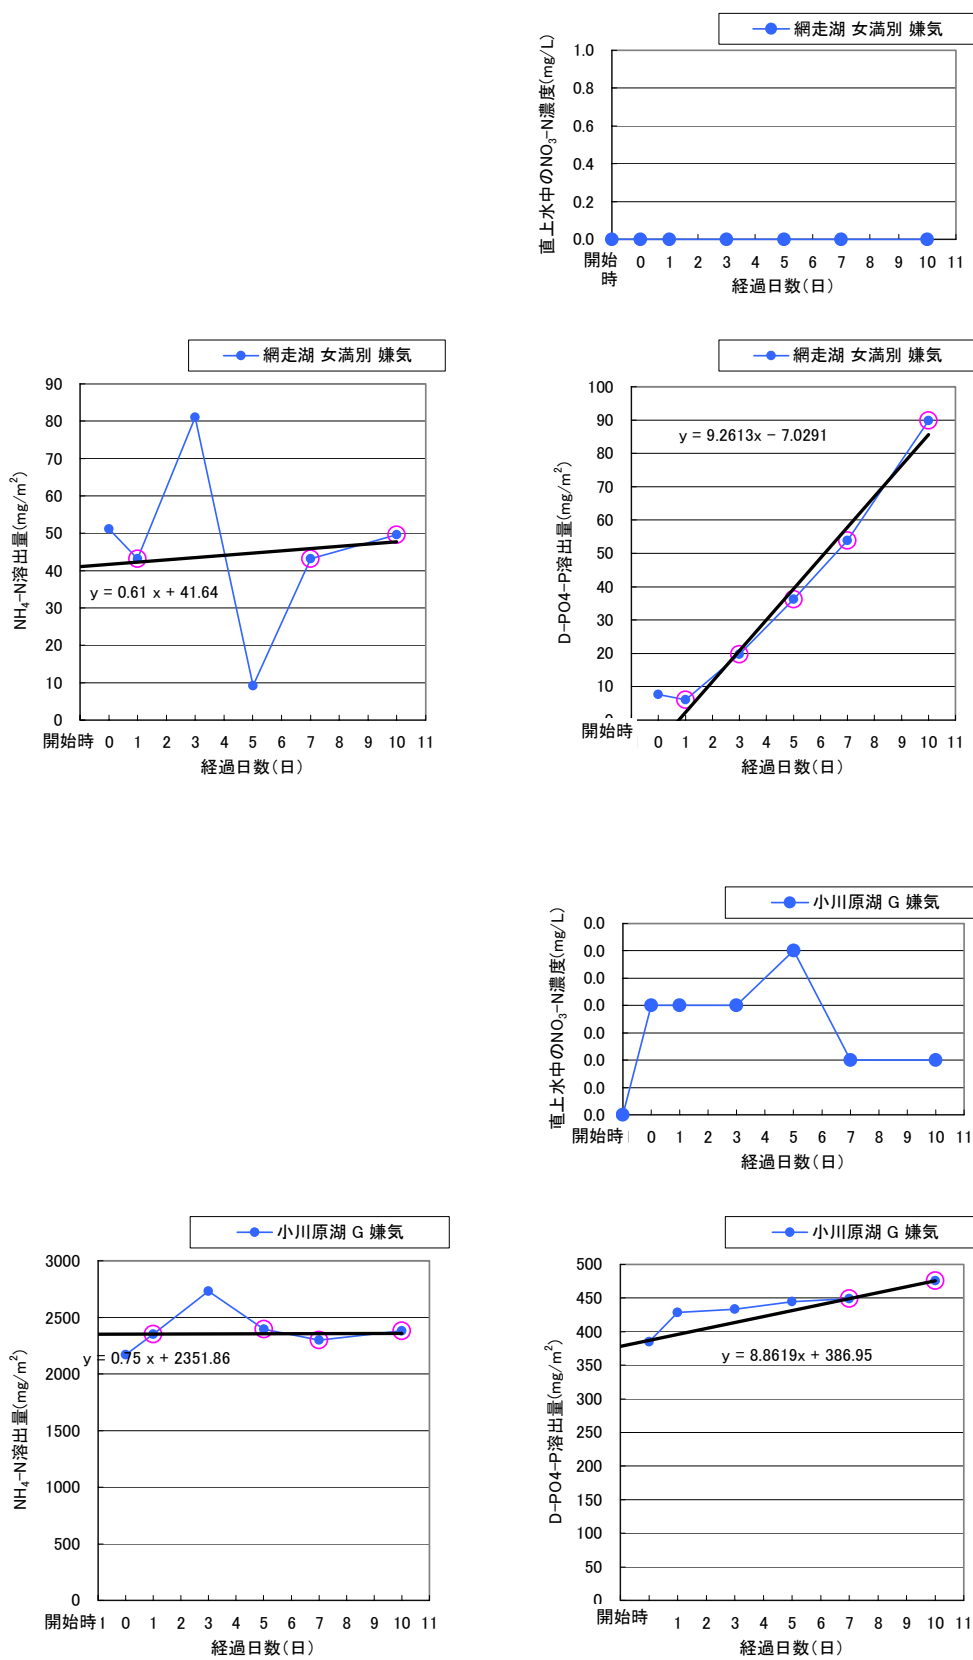 網走湖 女満別 嫌気
直上水中のNO₃-N濃度(mg/L)
1.0
0.8
0.6
0.4
0.2
0.0
開始時 0 1 2 3 4 5 6 7 8 9 10 11
経過日数(日)
網走湖 女満別 嫌気
NH₄-N溶出量(mg/m²)
90
80
70
60
50
40
30
20
10
0
y = 0.61 x + 41.64
開始時 0 1 2 3 4 5 6 7 8 9 10 11
経過日数(日)
網走湖 女満別 嫌気
D-PO4-P溶出量(mg/m²)
100
90
80
70
60
50
40
30
20
10
y = 9.2613x - 7.0291
開始時 0 1 2 3 4 5 6 7 8 9 10 11
経過日数(日)
小川原湖 G 嫌気
直上水中のNO₃-N濃度(mg/L)
0.0
0.0
0.0
0.0
0.0
0.0
0.0
0.0
開始時 0 1 2 3 4 5 6 7 8 9 10 11
経過日数(日)
小川原湖 G 嫌気
NH₄-N溶出量(mg/m²)
3000
2500
2000
1500
1000
500
0
y = 0.75 x + 2351.86
開始時1 0 1 2 3 4 5 6 7 8 9 10 11
経過日数(日)
小川原湖 G 嫌気
D-PO4-P溶出量(mg/m²)
500
450
400
350
300
250
200
150
100
50
0
y = 8.8619x + 386.95
開始時 1 2 3 4 5 6 7 8 9 10 11
経過日数(日)